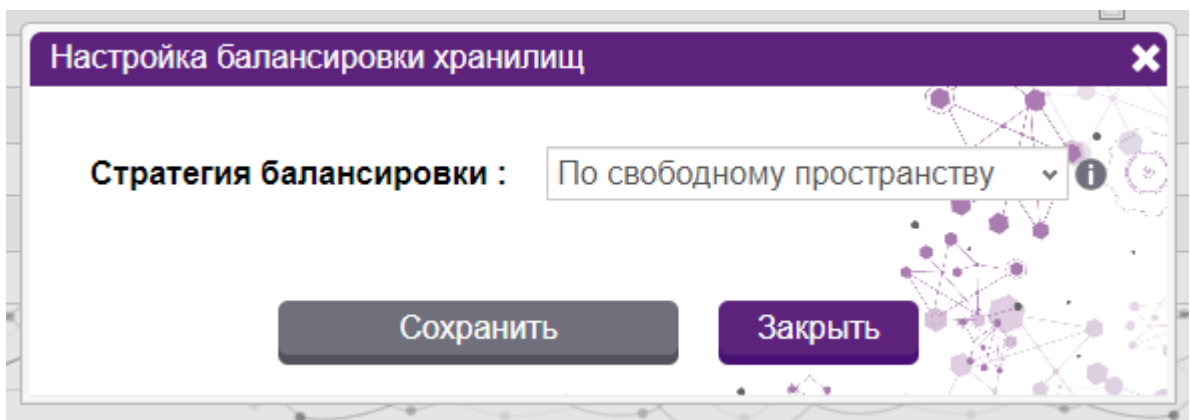 Настройка балансировки хранилищ
Стратегия балансировки : По свободному пространству
Сохранить Закрыть